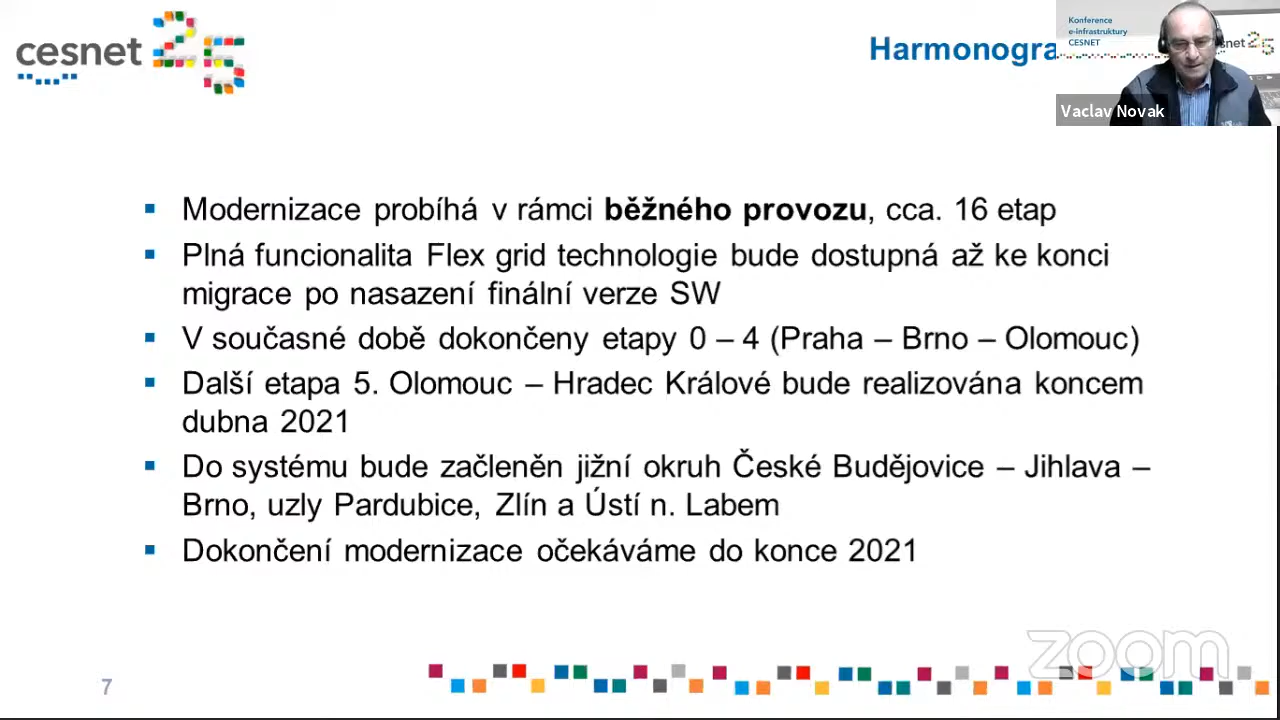 cesnet
Harmonogra
Konference
e-infrastruktury
CESNET
Vaclav Novak
▪ Modernizace probíhá v rámci běžného provozu, cca. 16 etap
▪ Plná funcionalita Flex grid technologie bude dostupná až ke konci
migrace po nasazení finální verze SW
▪ V současné době dokončeny etapy 0 – 4 (Praha – Brno – Olomouc)
▪ Další etapa 5. Olomouc – Hradec Králové bude realizována koncem
dubna 2021
▪ Do systému bude začleněn jižní okruh České Budějovice – Jihlava –
Brno, uzly Pardubice, Zlín a Ústí n. Labem
▪ Dokončení modernizace očekáváme do konce 2021
zoom
7